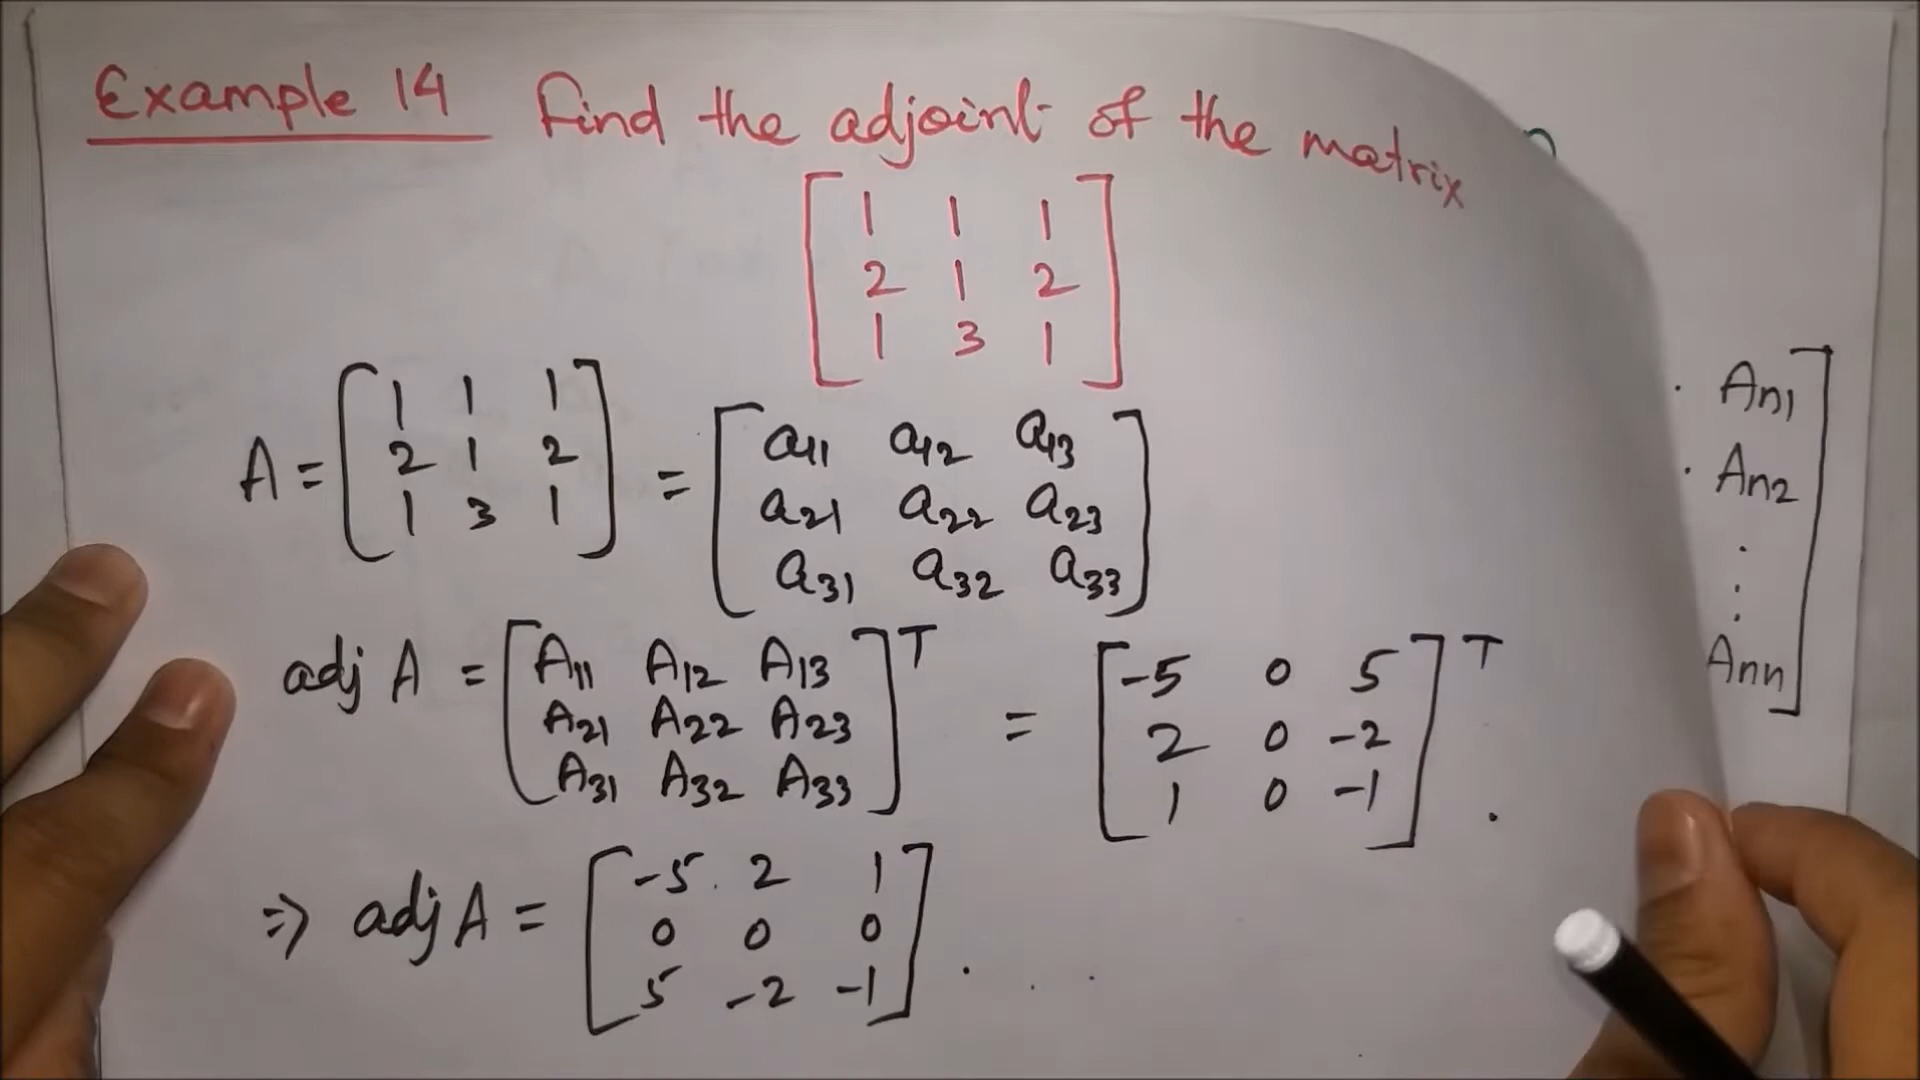 Example 14 Find the adjoint of the matrix
1 1 1
2 1 2
1 3 1
A = [1 1 1 = [a11 a12 a13
2 1 2 a21 a22 a23
1 3 1] a31 a32 a33]
adj A = [A11 A12 A13 ]T = [-5 0 5 ]T
A21 A22 A23 2 0 -2
A31 A32 A33 1 0 -1 .
⇒ adj A = [-5 2 1
0 0 0
5 -2 -1] .
. An1
. An2
.
:
Ann]